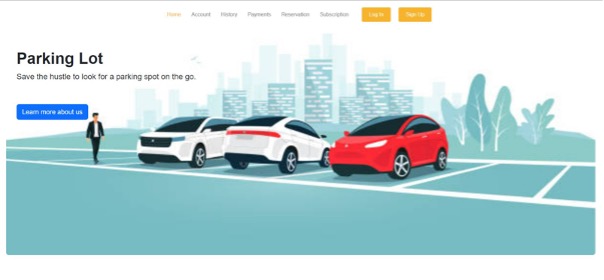 Home Account History Payments Reservation Subscription Log In Sign Up
Parking Lot
Save the hustle to look for a parking spot on the go.
Learn more about us